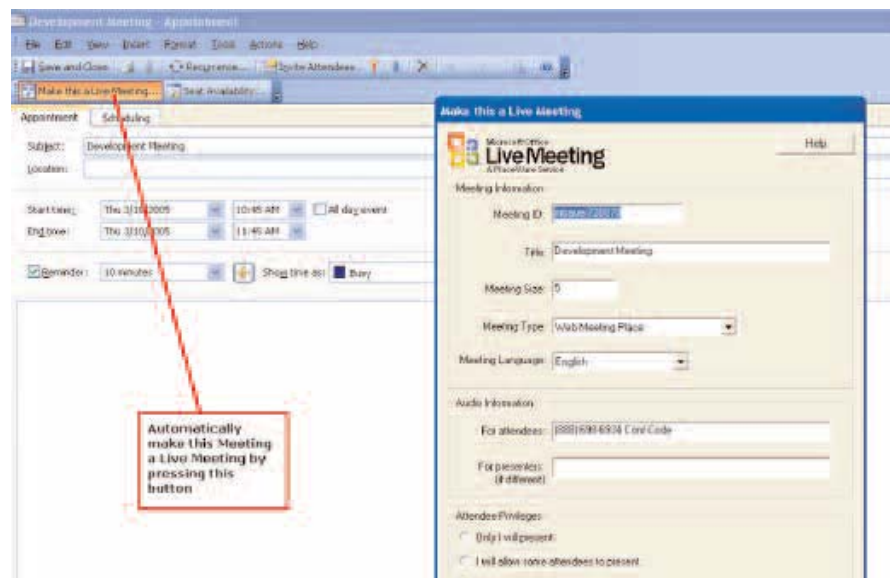 Development Meeting - Appointment
File Edit View Insert Format Tools Actions Help
Save and Close Recurrence... Invite Attendees
Make this a Live Meeting... Seat Availability...
Appointment Scheduling
Subject: Development Meeting
Location:
Start time: Thu 3/10/2005 10:45 AM All day event
End time: Thu 3/10/2005 11:45 AM
Reminder: 10 minutes Show time as: Busy
Automatically
make this Meeting
a Live Meeting by
pressing this
button
Make this a Live Meeting
Microsoft Office
Live Meeting
A PlaceWare Service
Help
Meeting Information
Meeting ID:
Title: Development Meeting
Meeting Size: 5
Meeting Type: Web Meeting Place
Meeting Language: English
Audio Information
For attendees: (888)698-6934 Conf Code
For presenters:
(if different)
Attendee Privileges
Only I will present.
I will allow some attendees to present.